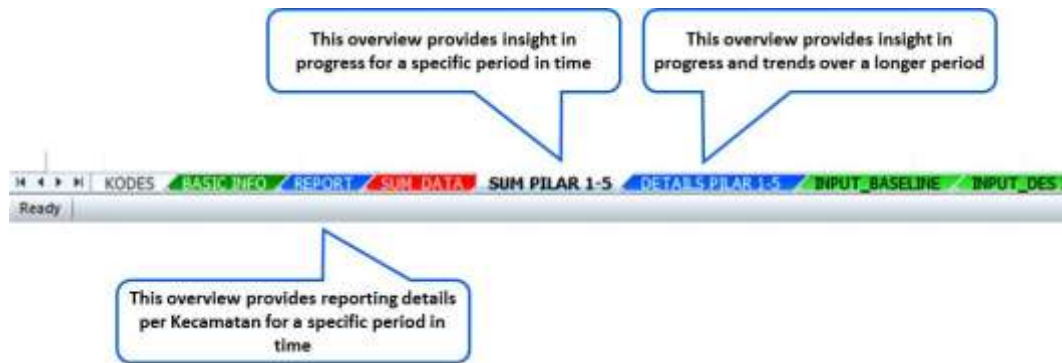 This overview provides insight in
progress for a specific period in time
This overview provides insight in
progress and trends over a longer period
KODES BASIC INFO REPORT SUM_DATA SUM PILAR 1-5 DETAILS PILAR 1-5 INPUT_BASELINE INPUT_DES
Ready
This overview provides reporting details
per Kecamatan for a specific period in
time